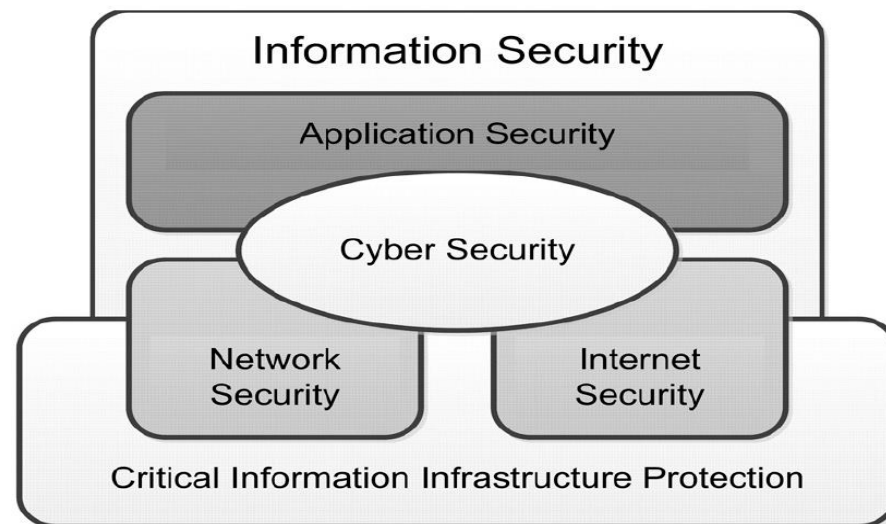 Information Security
Application Security
Cyber Security
Network
Security
Internet
Security
Critical Information Infrastructure Protection